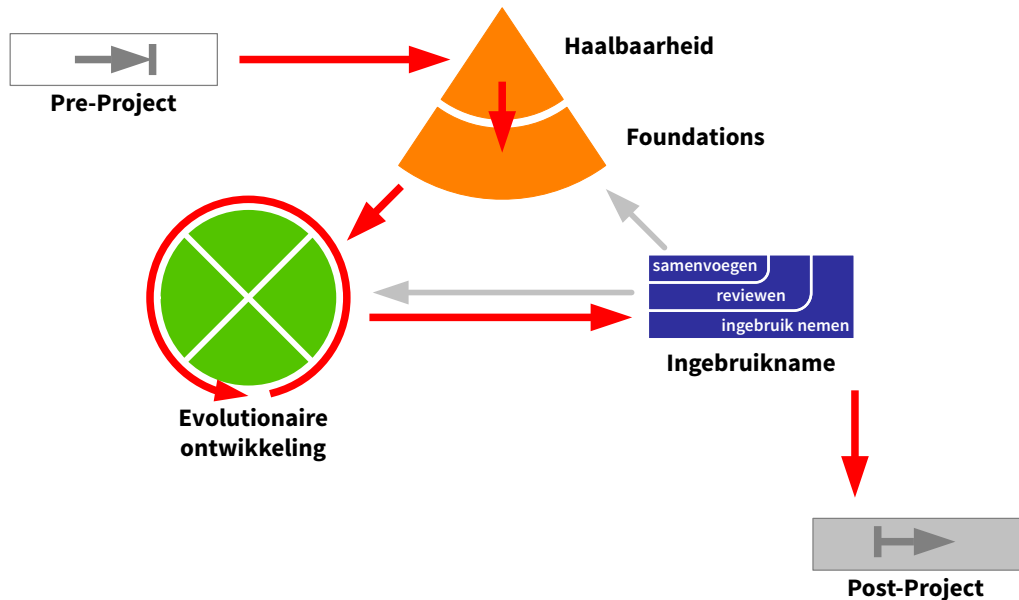 Haalbaarheid
Pre-Project
Foundations
samenvoegen
reviewen
ingebruik nemen
Ingebruikname
Evolutionaire
ontwikkeling
Post-Project